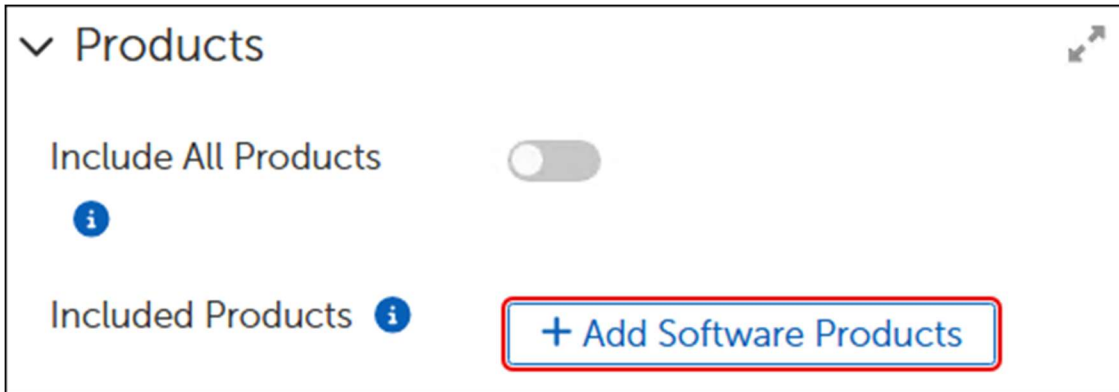 Products
Include All Products
Included Products
+ Add Software Products